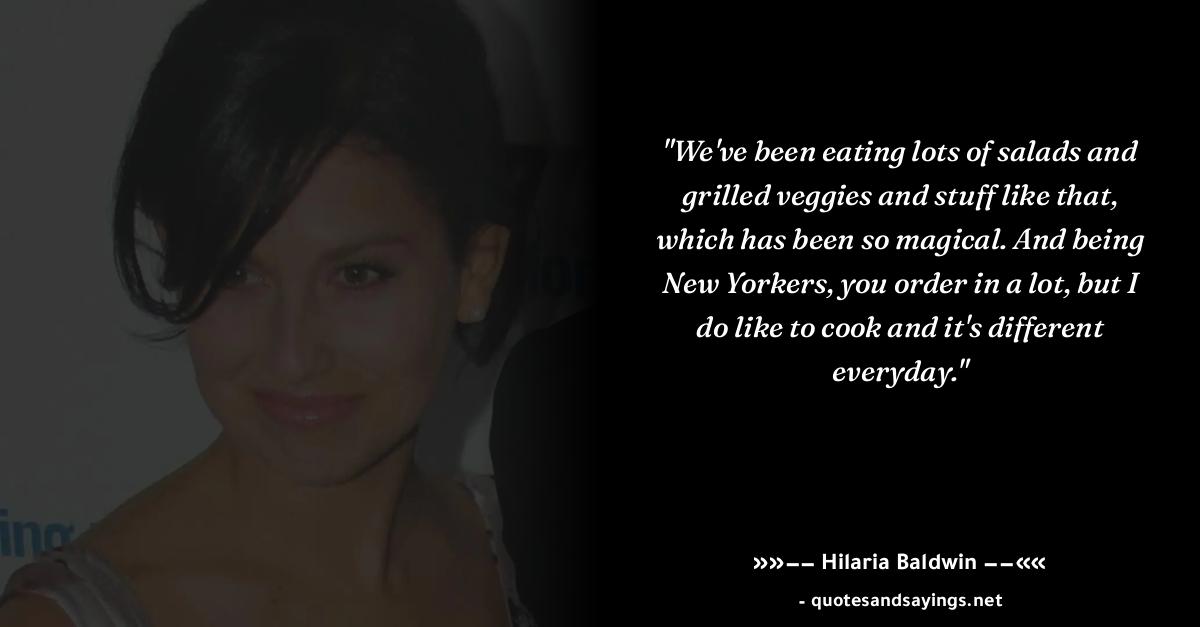 "We've been eating lots of salads and
grilled veggies and stuff like that,
which has been so magical. And being
New Yorkers, you order in a lot, but I
do like to cook and it's different
everyday."
»»–– Hilaria Baldwin ––««
- quotesandsayings.net
ing